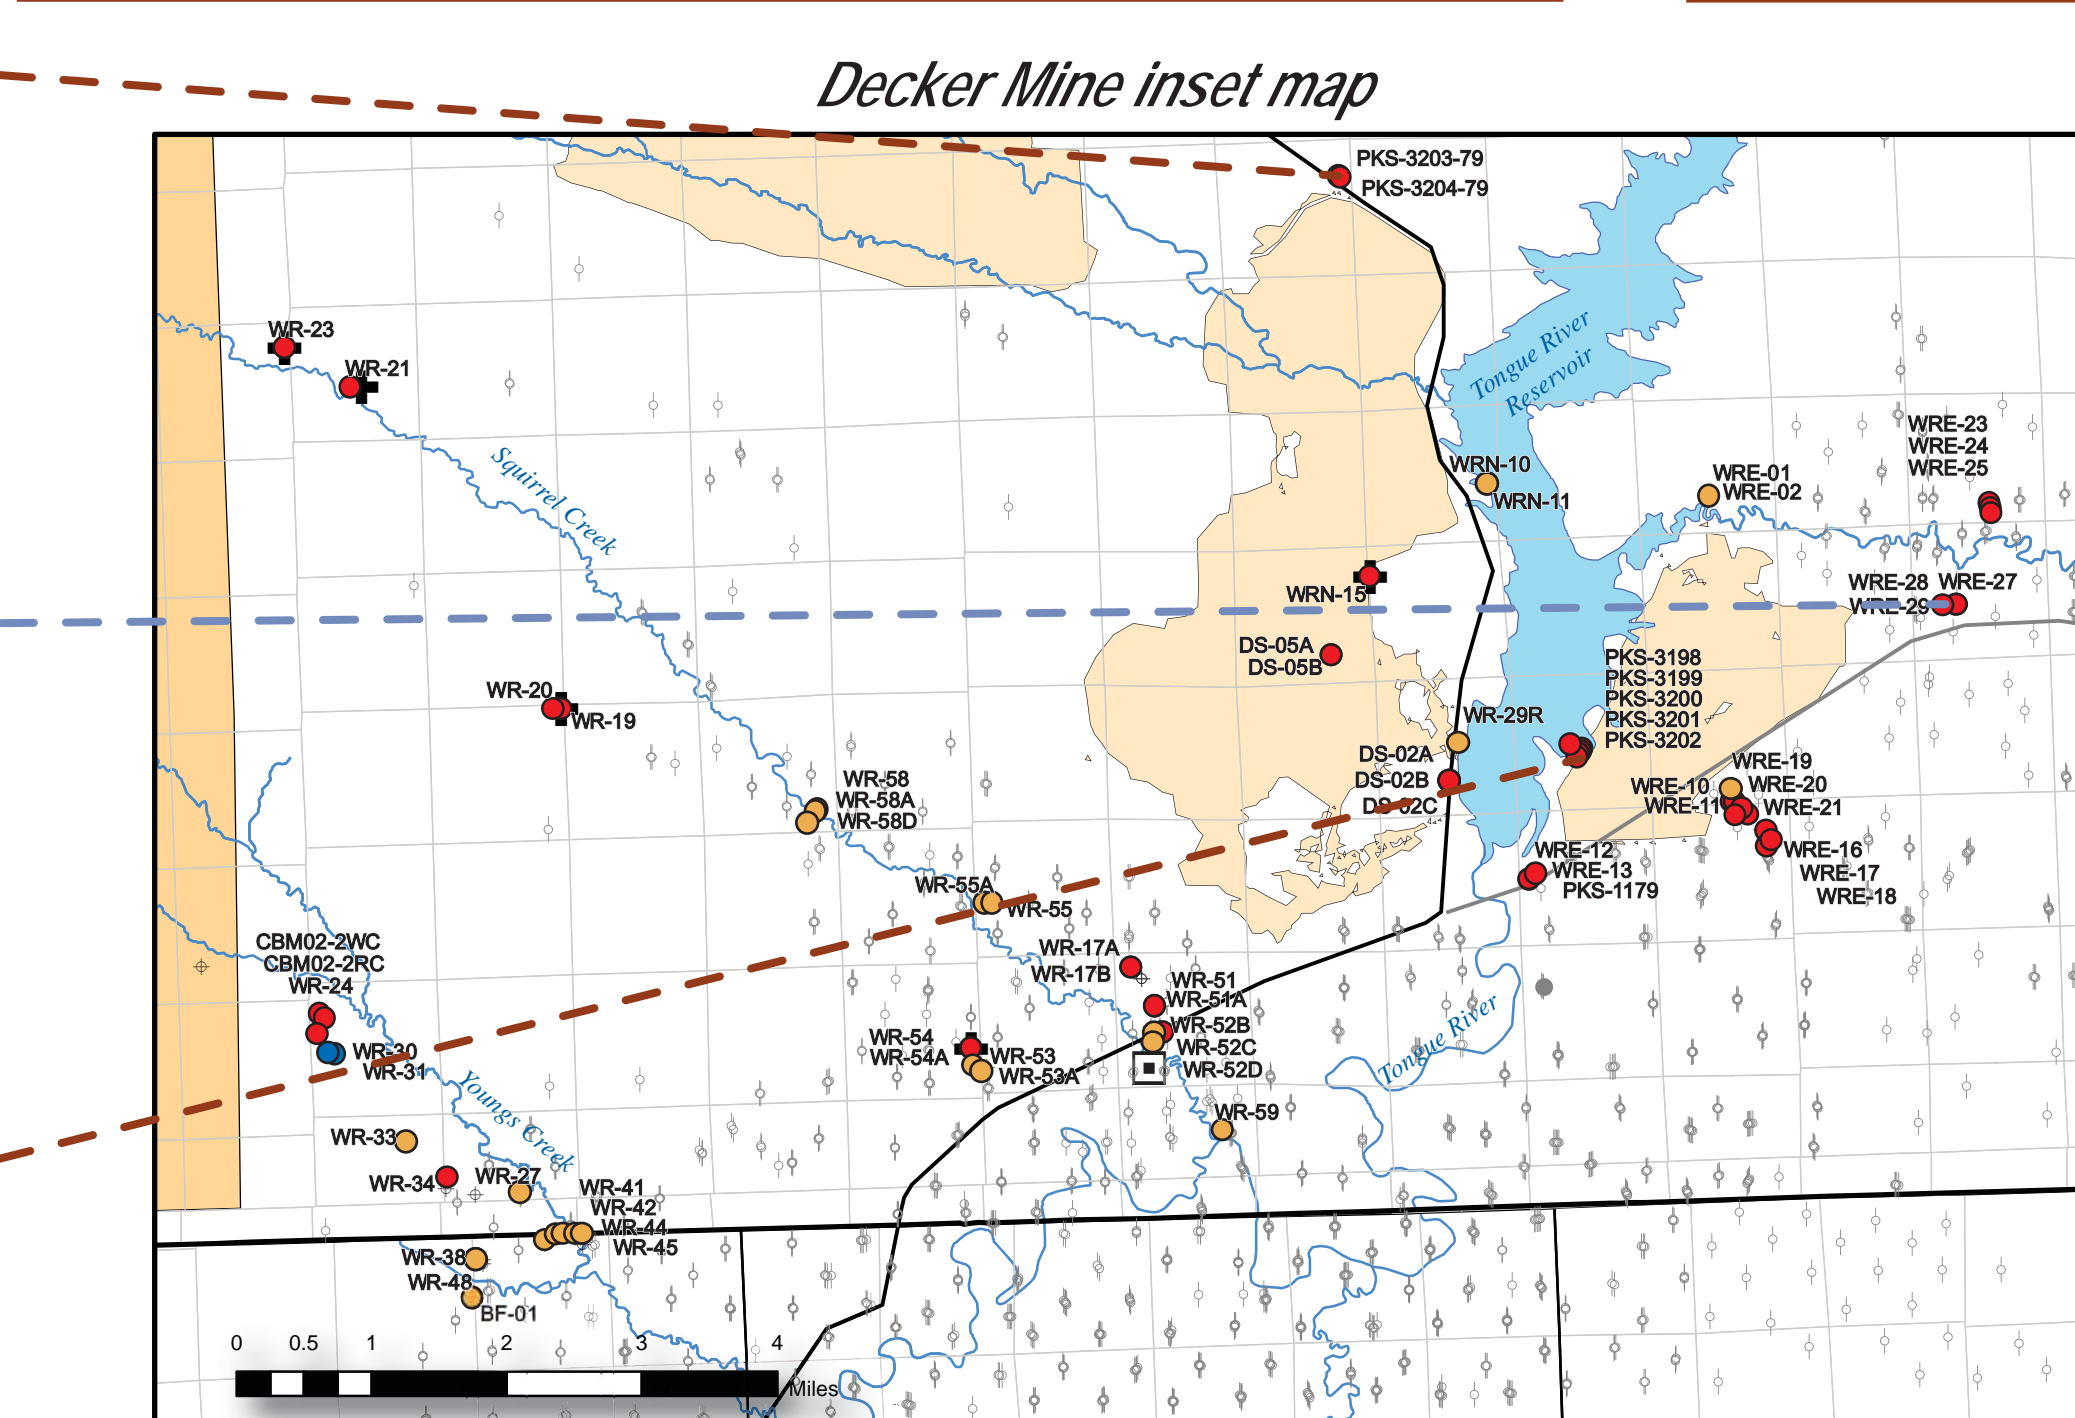 Decker Mine inset map
PKS-3203-79
PKS-3204-79
WR-23
WR-21
Tongue River
Reservoir
Squirrel Creek
WRN-10
WRN-11
WRE-01
WRE-02
WRE-23
WRE-24
WRE-25
WRN-15
WRE-28
WRE-27
WRE-29
DS-05A
DS-05B
PKS-3198
PKS-3199
PKS-3200
PKS-3201
PKS-3202
WR-20
WR-19
WR-29R
DS-02A
DS-02B
DS-02C
WRE-19
WRE-10
WRE-20
WRE-11
WRE-21
WR-58
WR-58A
WR-58D
WRE-12
WRE-13
PKS-1179
WRE-16
WRE-17
WRE-18
WR-55A
WR-55
CBM02-2WC
CBM02-2RC
WR-24
WR-17A
WR-17B
WR-51
WR-51A
WR-52B
WR-52C
WR-52D
Tongue River
WR-54
WR-54A
WR-53
WR-53A
WR-30
WR-31
Youngs Creek
WR-59
WR-33
WR-34
WR-27
WR-41
WR-42
WR-44
WR-45
WR-38
WR-48
BF-01
0 0.5 1 2 3 4
Miles